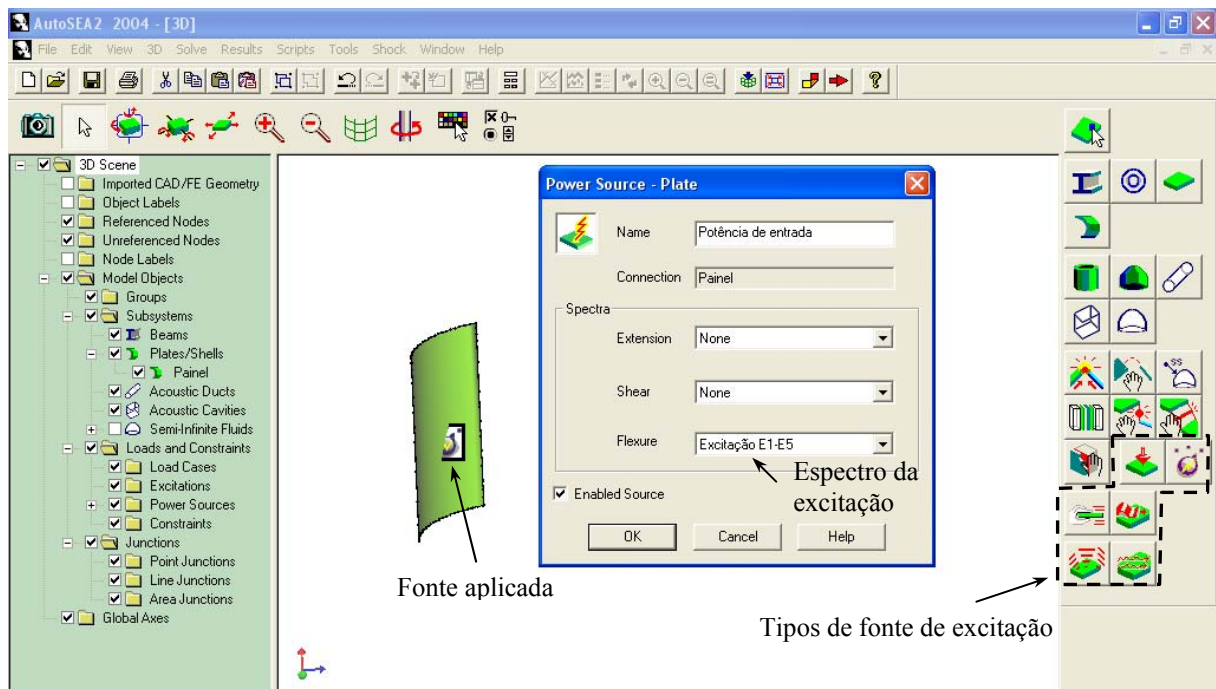 AutoSEA2 2004 - [3D]
File Edit View 3D Solve Results Scripts Tools Shock Window Help
3D Scene
Imported CAD/FE Geometry
Object Labels
Referenced Nodes
Unreferenced Nodes
Node Labels
Model Objects
Groups
Subsystems
Beams
Plates/Shells
Painel
Acoustic Ducts
Acoustic Cavities
Semi-Infinite Fluids
Loads and Constraints
Load Cases
Excitations
Power Sources
Constraints
Junctions
Point Junctions
Line Junctions
Area Junctions
Global Axes
Power Source - Plate
Name Potência de entrada
Connection Painel
Spectra
Extension None
Shear None
Flexure Excitação E1-E5
Espectro da
excitação
Enabled Source
OK Cancel Help
Fonte aplicada
Tipos de fonte de excitação
SS